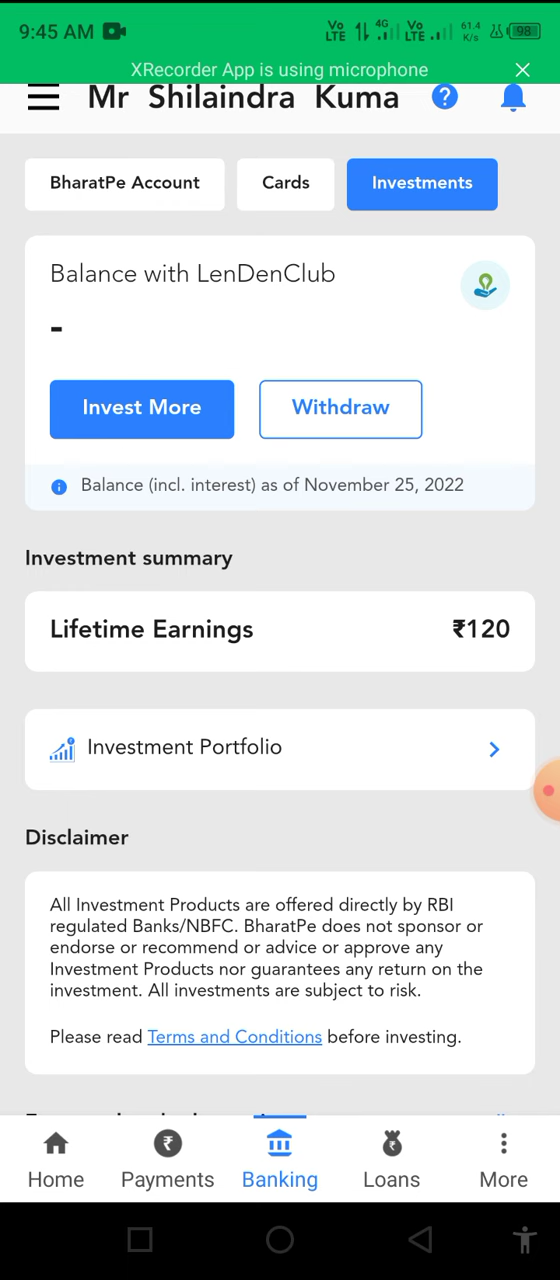 9:45 AM
Vo LTE 4G Vo LTE 61.4 K/s 98
XRecorder App is using microphone
Mr Shilaindra Kuma
BharatPe Account Cards Investments
Balance with LenDenClub
-
Invest More Withdraw
Balance (incl. interest) as of November 25, 2022
Investment summary
Lifetime Earnings ₹120
Investment Portfolio
Disclaimer
All Investment Products are offered directly by RBI
regulated Banks/NBFC. BharatPe does not sponsor or
endorse or recommend or advice or approve any
Investment Products nor guarantees any return on the
investment. All investments are subject to risk.
Please read Terms and Conditions before investing.
Home Payments Banking Loans More